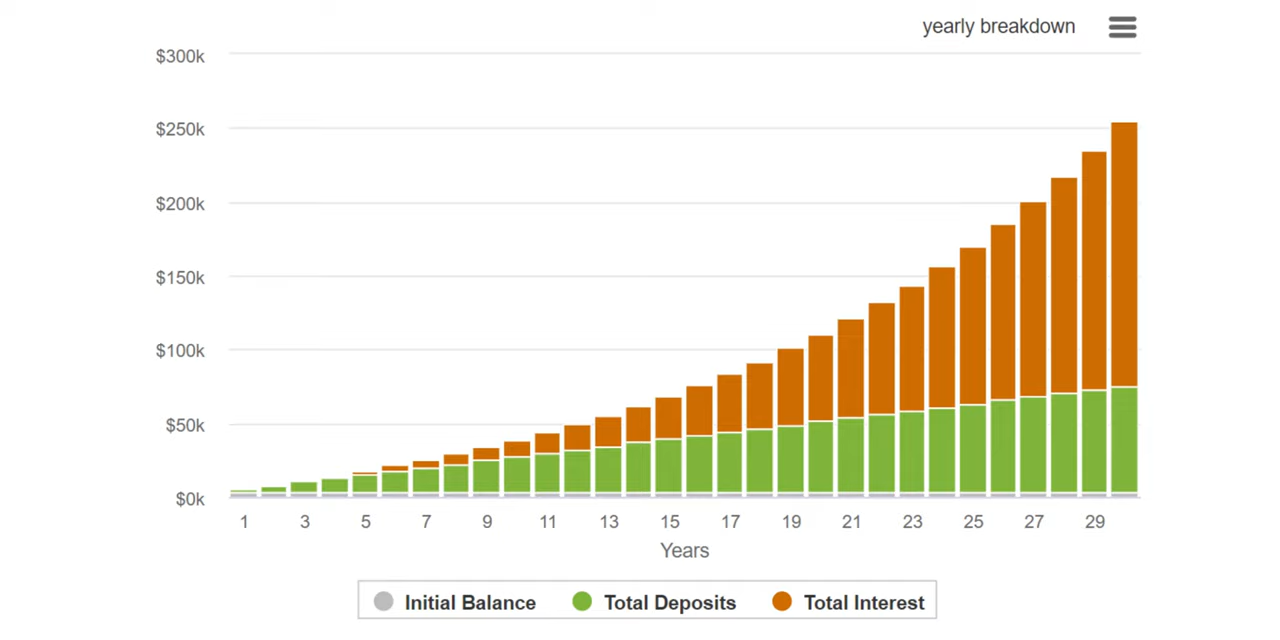 yearly breakdown
$300k
$250k
$200k
$150k
$100k
$50k
$0k
1 3 5 7 9 11 13 15 17 19 21 23 25 27 29
Years
Initial Balance Total Deposits Total Interest